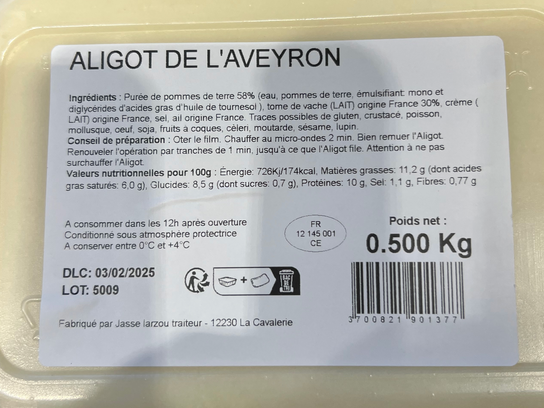 ALIGOT DE L'AVEYRON
Ingrédients : Purée de pommes de terre 58% (eau, pommes de terre, émulsifiant: mono et
diglycérides d'acides gras d'huile de tournesol ), tome de vache (LAIT) origine France 30%, crème (
LAIT) origine France, sel, ail origine France. Traces possibles de gluten, crustacé, poisson,
mollusque, oeuf, soja, fruits à coques, céleri, moutarde, sésame, lupin.
Conseil de préparation : Oter le film. Chauffer au micro-ondes 2 min. Bien remuer l'Aligot.
Renouveler l'opération par tranches de 1 min, jusqu'à ce que l'Aligot file. Attention à ne pas
surchauffer l'Aligot.
Valeurs nutritionnelles pour 100g : Énergie: 726Kj/174kcal, Matières grasses: 11,2 g (dont acides
gras saturés: 6,0 g), Glucides: 8,5 g (dont sucres: 0,7 g), Protéines: 10 g, Sel: 1,1 g, Fibres: 0,77 g
A consommer dans les 12h après ouverture
Conditionné sous atmosphère protectrice
A conserver entre 0°C et +4°C
FR
12 145 001
CE
Poids net :
0.500 Kg
DLC: 03/02/2025
LOT: 5009
3700821901377
Fabriqué par Jasse larzou traiteur - 12230 La Cavalerie